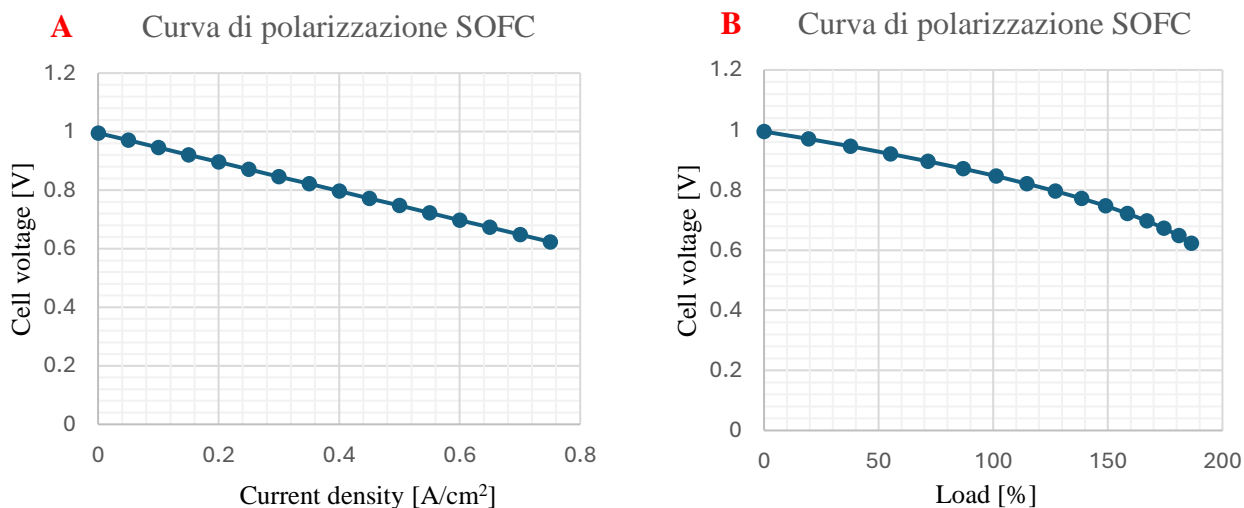 A Curva di polarizzazione SOFC
1.2
1
0.8
0.6
0.4
0.2
0
Cell voltage [V]
0 0.2 0.4 0.6 0.8
Current density [A/cm²]
B Curva di polarizzazione SOFC
1.2
1
0.8
0.6
0.4
0.2
0
Cell voltage [V]
0 50 100 150 200
Load [%]